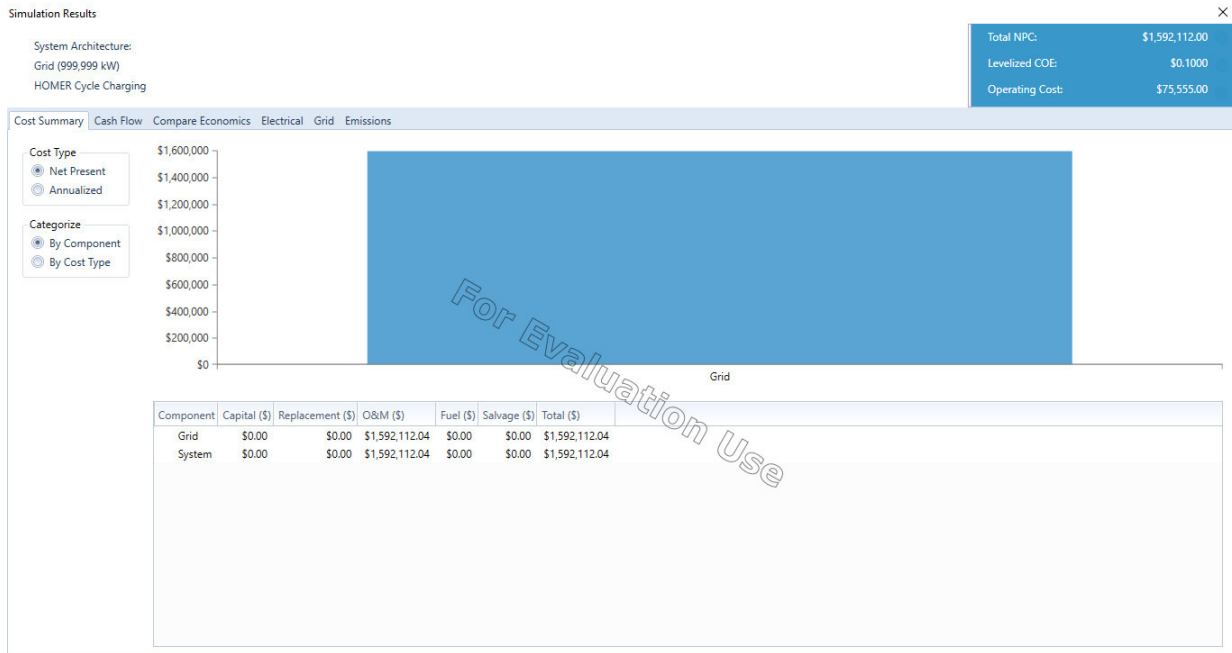 Simulation Results
System Architecture:
Grid (999,999 kW)
HOMER Cycle Charging
Total NPC: $1,592,112.00
Levelized COE: $0.1000
Operating Cost: $75,555.00
Cost Summary Cash Flow Compare Economics Electrical Grid Emissions
Cost Type
Net Present
Annualized
Categorize
By Component
By Cost Type
$1,600,000
$1,400,000
$1,200,000
$1,000,000
$800,000
$600,000
$400,000
$200,000
$0
Grid
For Evaluation Use
Component Capital ($) Replacement ($) O&M ($) Fuel ($) Salvage ($) Total ($)
Grid $0.00 $0.00 $1,592,112.04 $0.00 $0.00 $1,592,112.04
System $0.00 $0.00 $1,592,112.04 $0.00 $0.00 $1,592,112.04